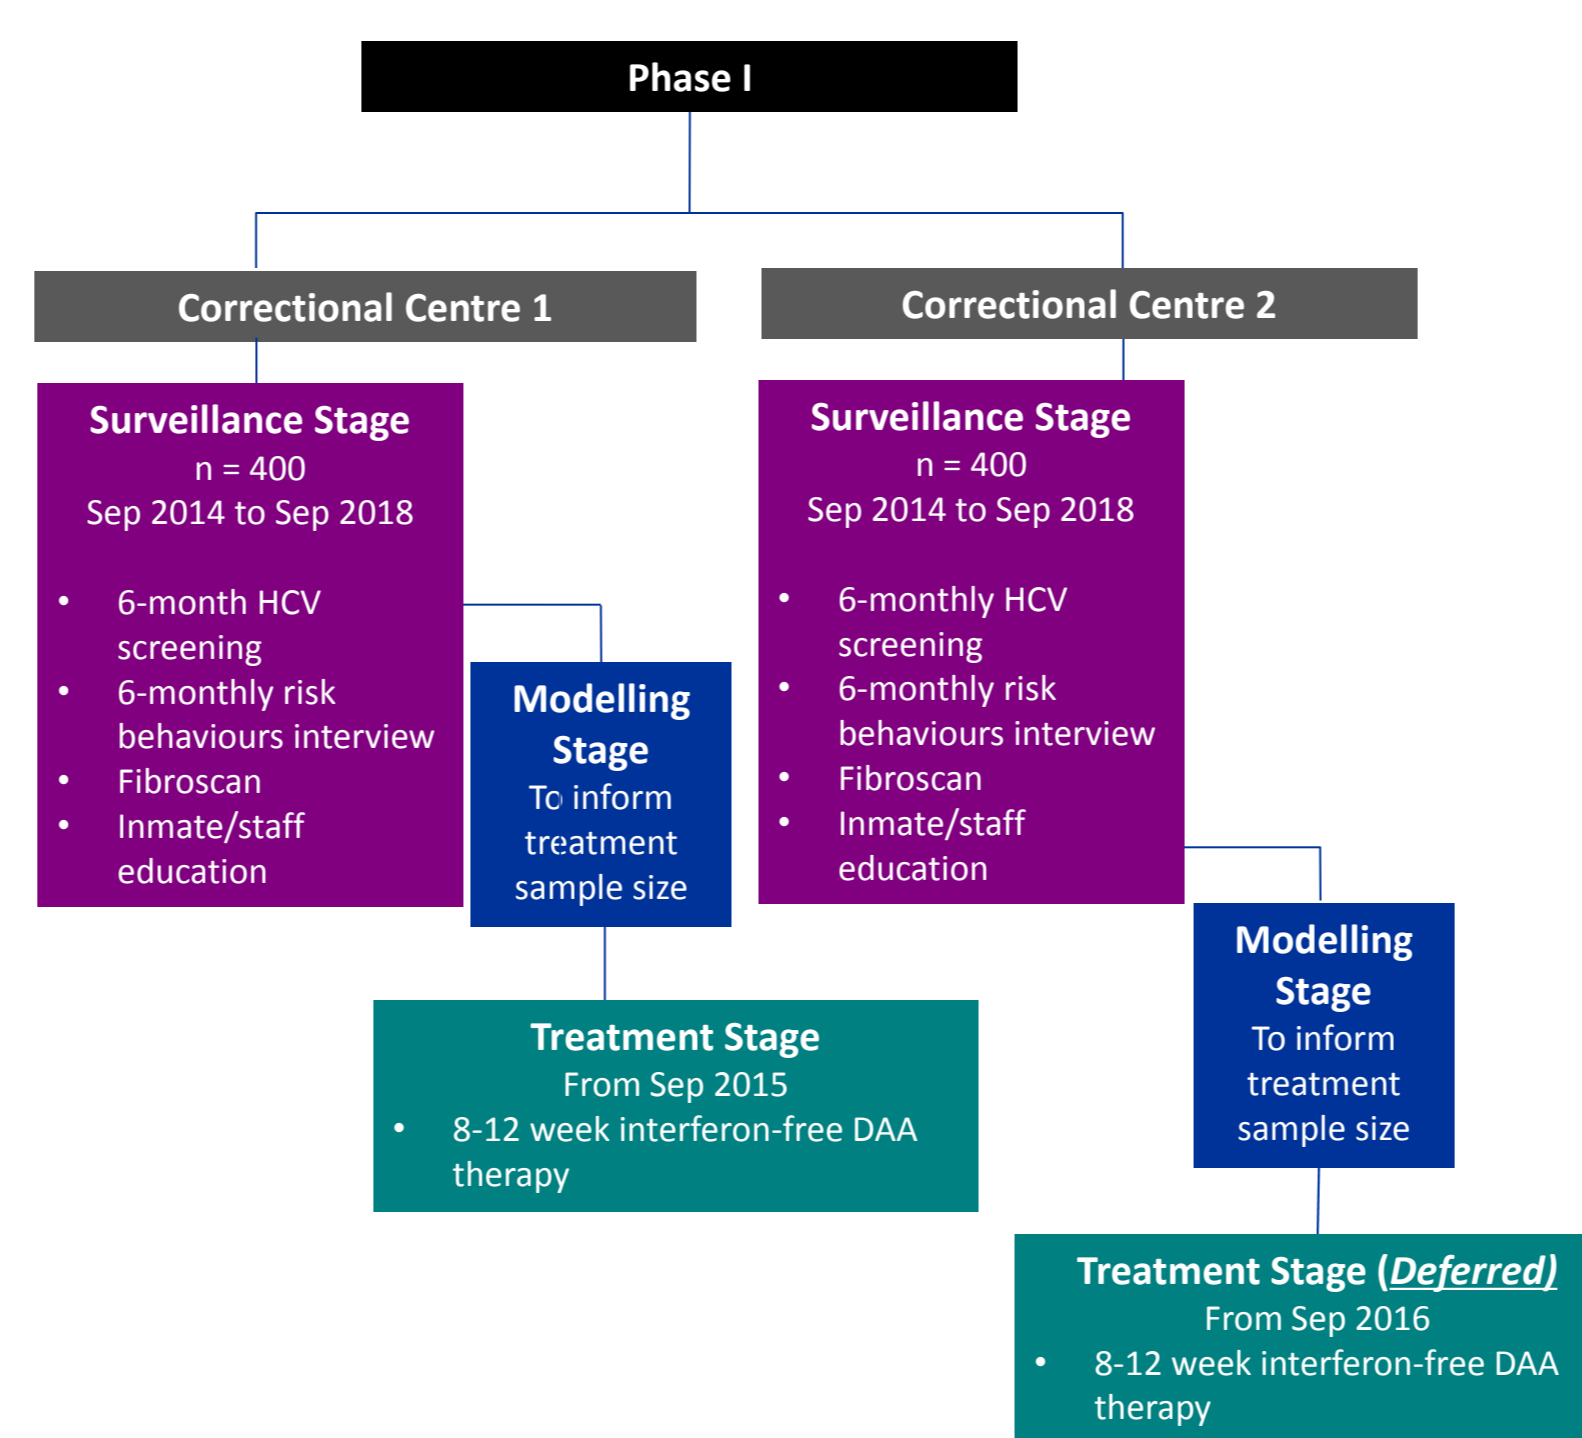 Phase I
Correctional Centre 1
Surveillance Stage
n = 400
Sep 2014 to Sep 2018
• 6-month HCV
screening
• 6-monthly risk
behaviours interview
• Fibroscan
• Inmate/staff
education
Modelling
Stage
To inform
treatment
sample size
Treatment Stage
From Sep 2015
• 8-12 week interferon-free DAA
therapy
Correctional Centre 2
Surveillance Stage
n = 400
Sep 2014 to Sep 2018
• 6-monthly HCV
screening
• 6-monthly risk
behaviours interview
• Fibroscan
• Inmate/staff
education
Modelling
Stage
To inform
treatment
sample size
Treatment Stage (Deferred)
From Sep 2016
• 8-12 week interferon-free DAA
therapy